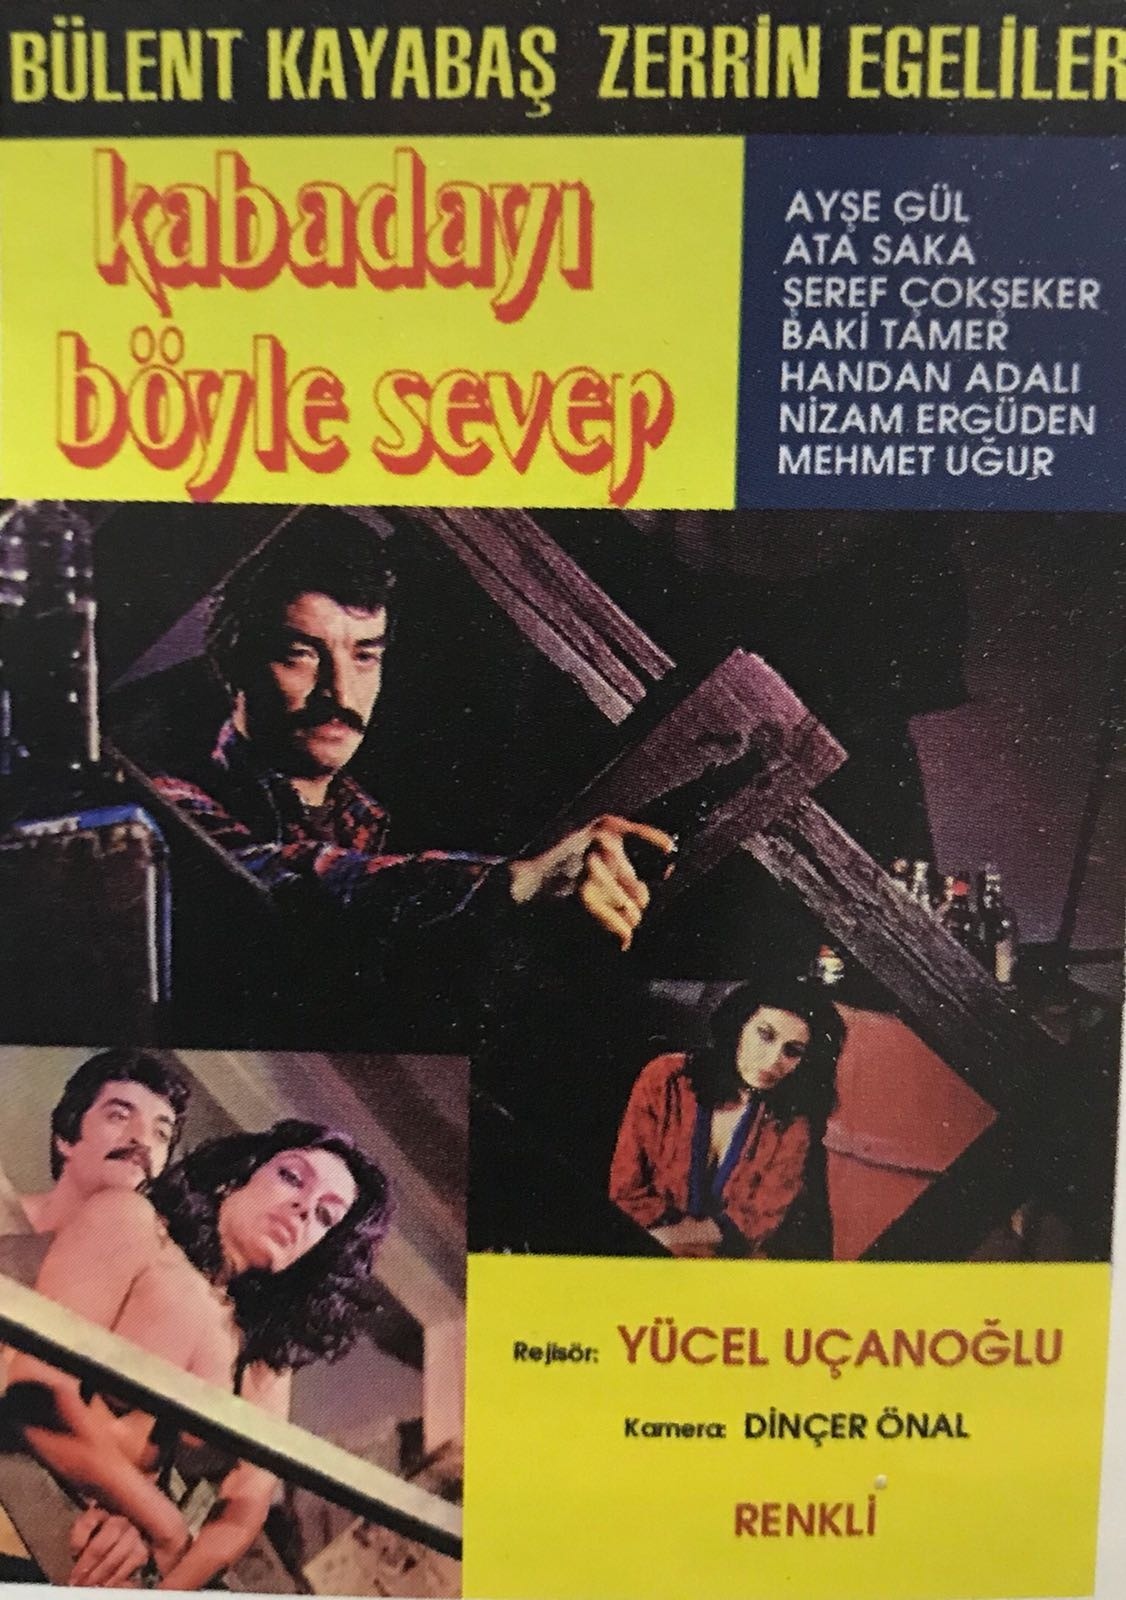 BÜLENT KAYABAŞ ZERRİN EGELİLER
kabadayı
böyle sever
AYŞE GÜL
ATA SAKA
ŞEREF ÇOKŞEKER
BAKİ TAMER
HANDAN ADALI
NİZAM ERGÜDEN
MEHMET UĞUR
Rejisör: YÜCEL UÇANOĞLU
Kamera: DİNÇER ÖNAL
RENKLİ